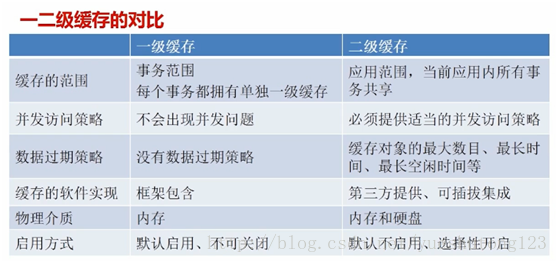 一二级缓存的对比
一级缓存 二级缓存
缓存的范围 事务范围 每个事务都拥有单独一级缓存 应用范围，当前应用内所有事务共享
并发访问策略 不会出现并发问题 必须提供适当的并发访问策略
数据过期策略 没有数据过期策略 缓存对象的最大数目、最长时间、最长空闲时间等
缓存的软件实现 框架包含 第三方提供、可插拔集成
物理介质 内存 内存和硬盘
启用方式 默认启用、不可关闭 默认不启用、选择性开启